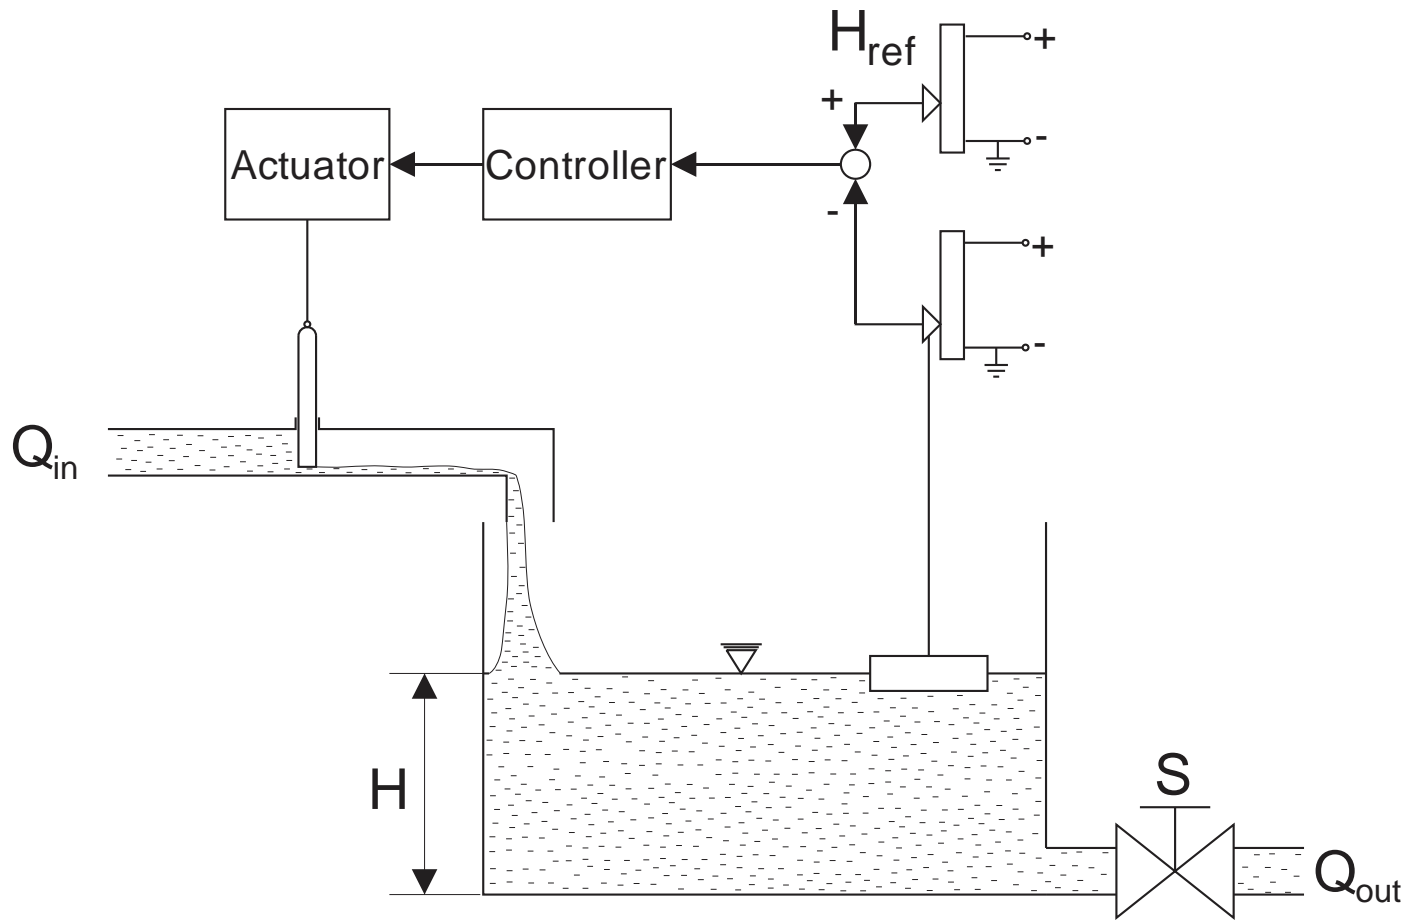 H_ref
+
-
+
Actuator
Controller
-
+
-
Q_in
H
S
Q_out